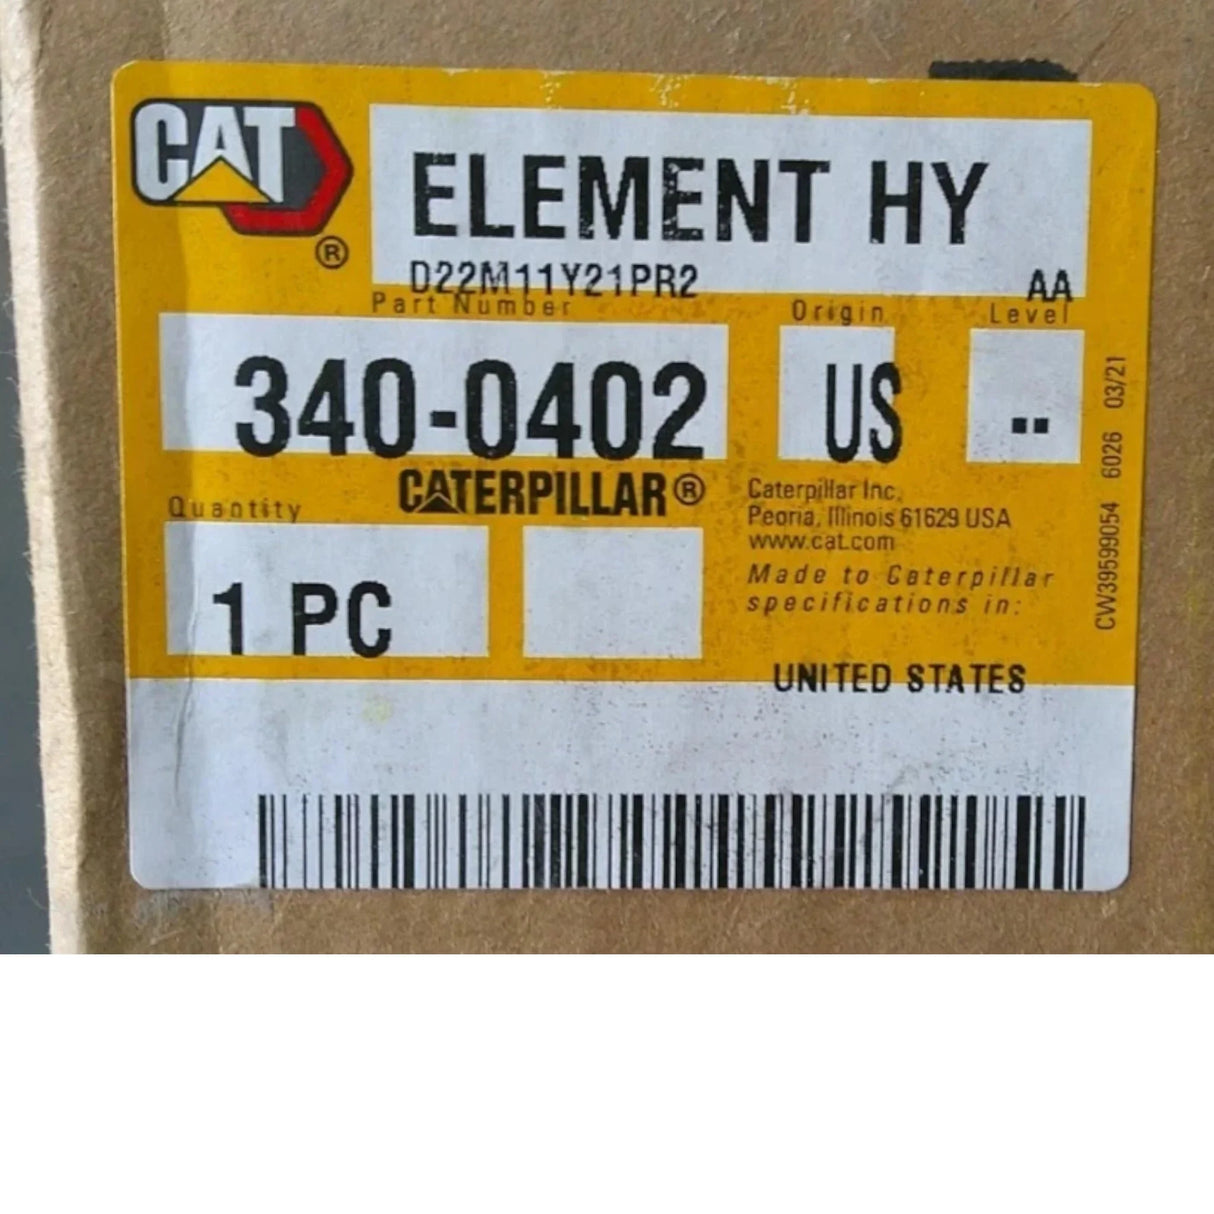 CAT
®
ELEMENT HY
D22M11Y21PR2 AA
Part Number Origin Level
340-0402 US --
CATERPILLAR®
Quantity
1 PC
Caterpillar Inc.
Peoria, Illinois 61629 USA
www.cat.com
Made to Caterpillar
specifications in:
UNITED STATES
CW39599054 6026 03/21